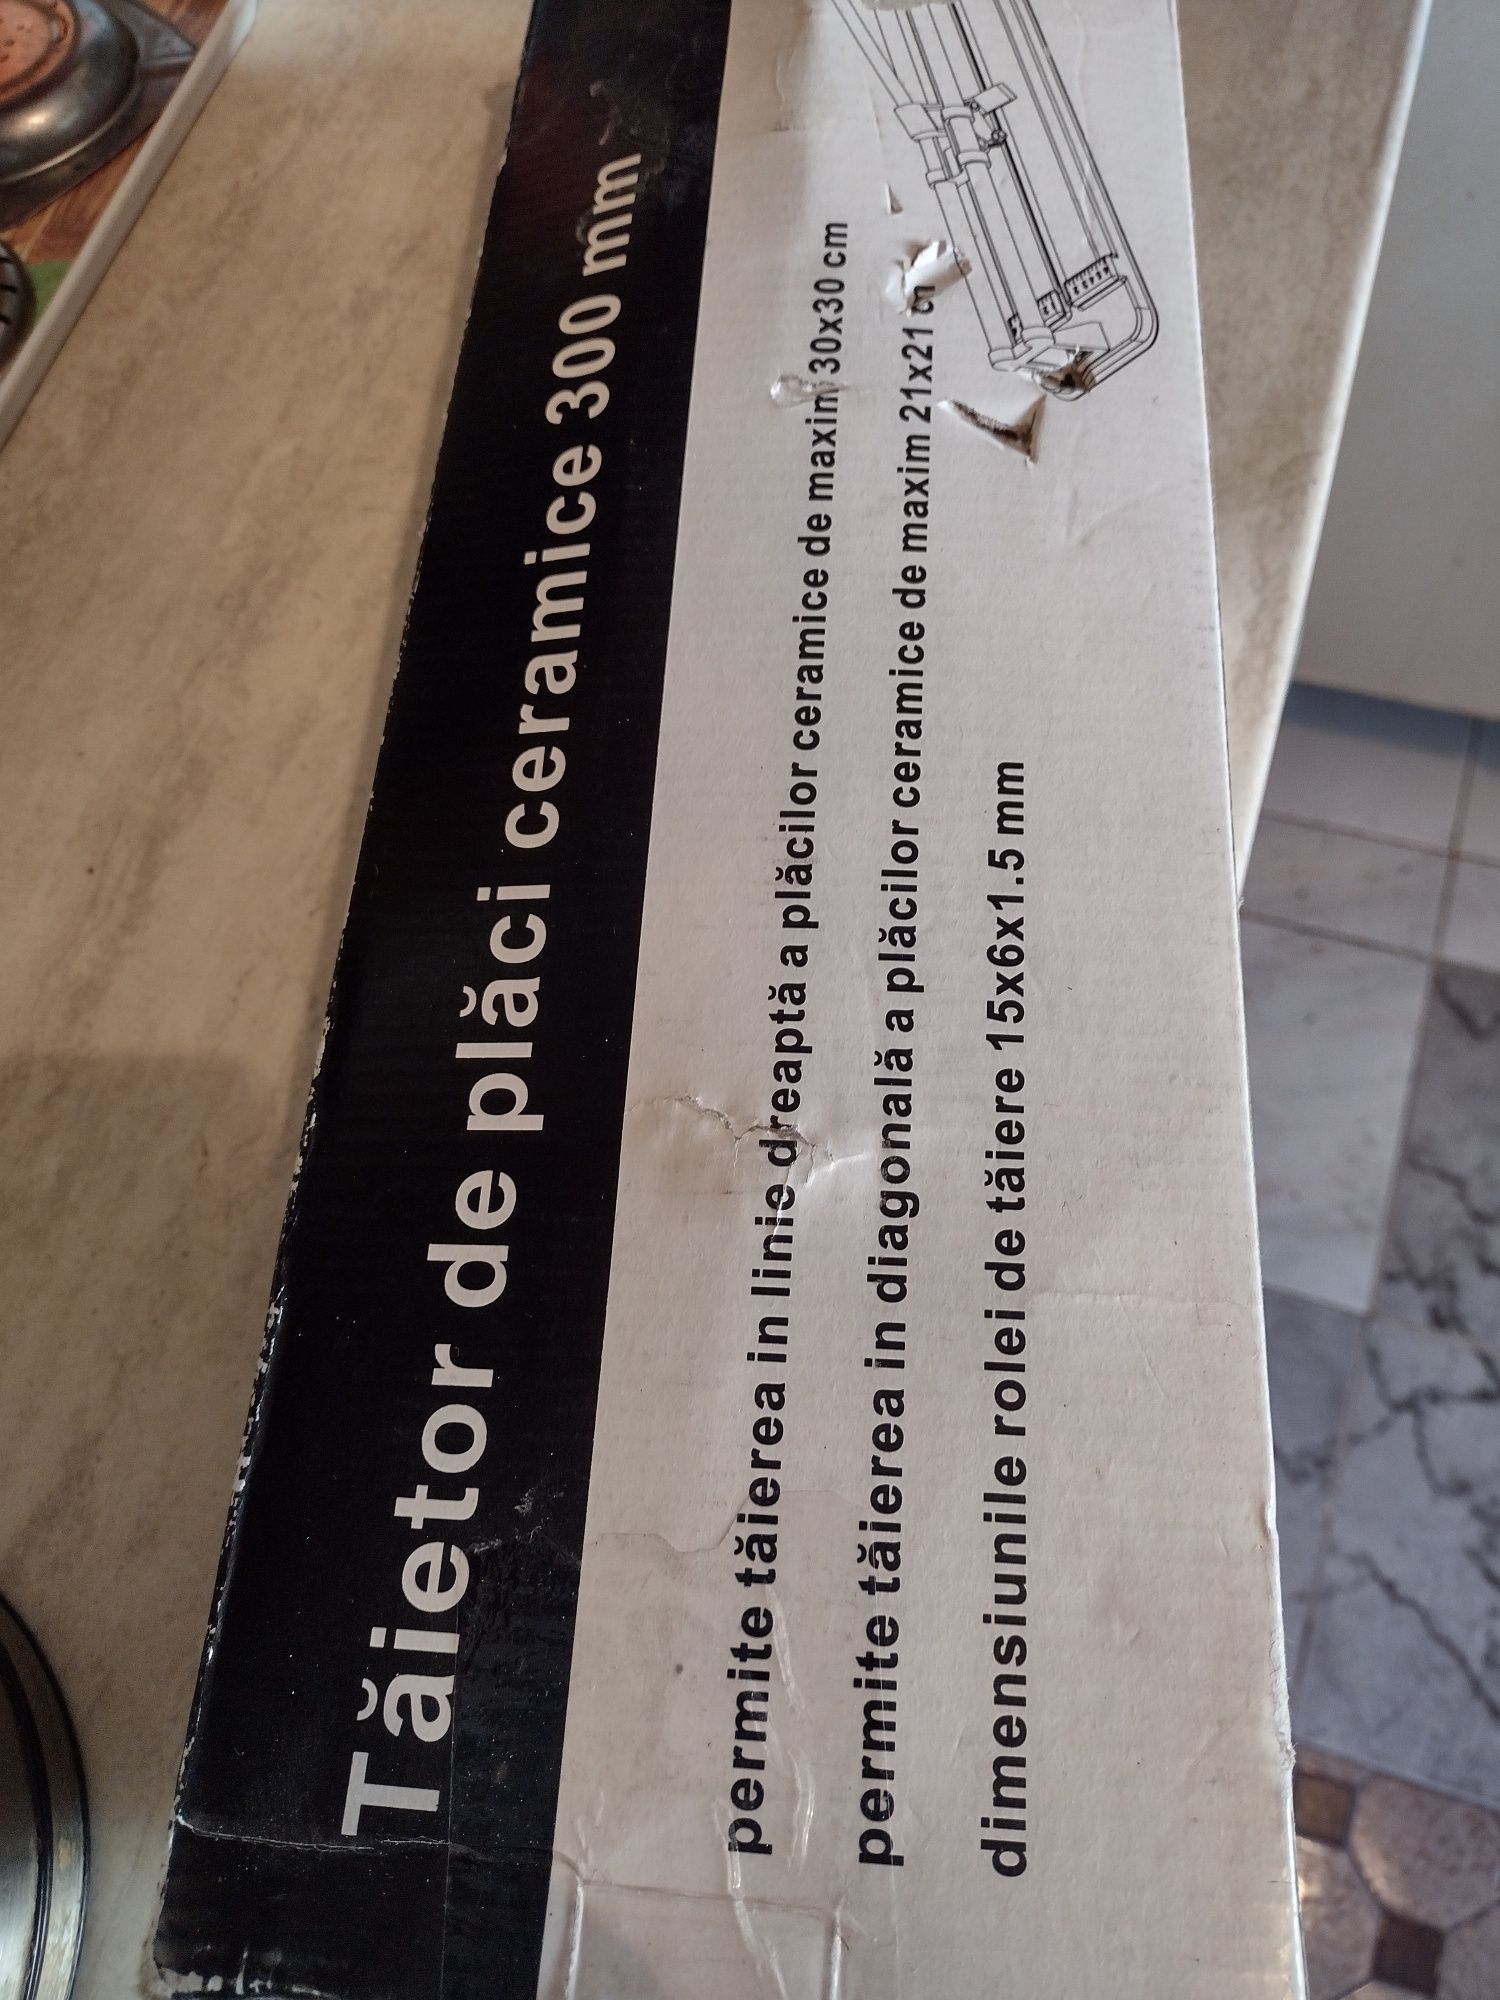 Tăietor de plăci ceramice 300 mm
permite tăierea in linie dreaptă a plăcilor ceramice de maxim 30x30 cm
permite tăierea in diagonală a plăcilor ceramice de maxim 21x21
dimensiunile rolei de tăiere 15x6x1.5 mm